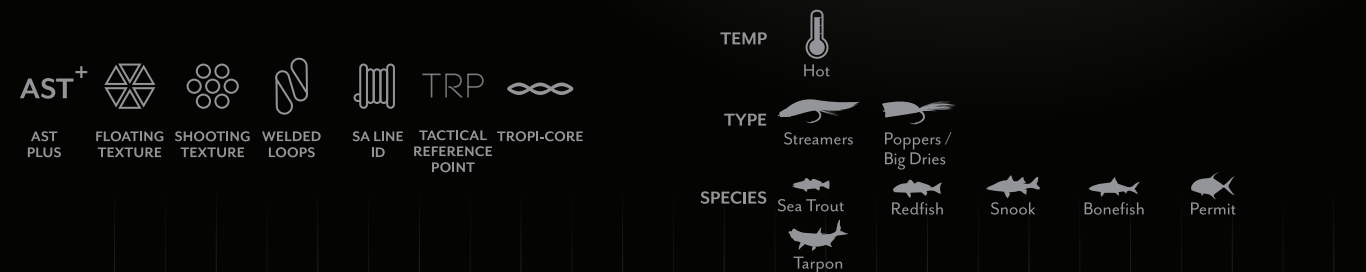 AST+
TRP
AST
PLUS
FLOATING
TEXTURE
SHOOTING
TEXTURE
WELDED
LOOPS
SA LINE
ID
TACTICAL
REFERENCE
POINT
TROPI-CORE
TEMP
Hot
TYPE
Streamers
Poppers /
Big Dries
SPECIES
Sea Trout
Redfish
Snook
Bonefish
Permit
Tarpon